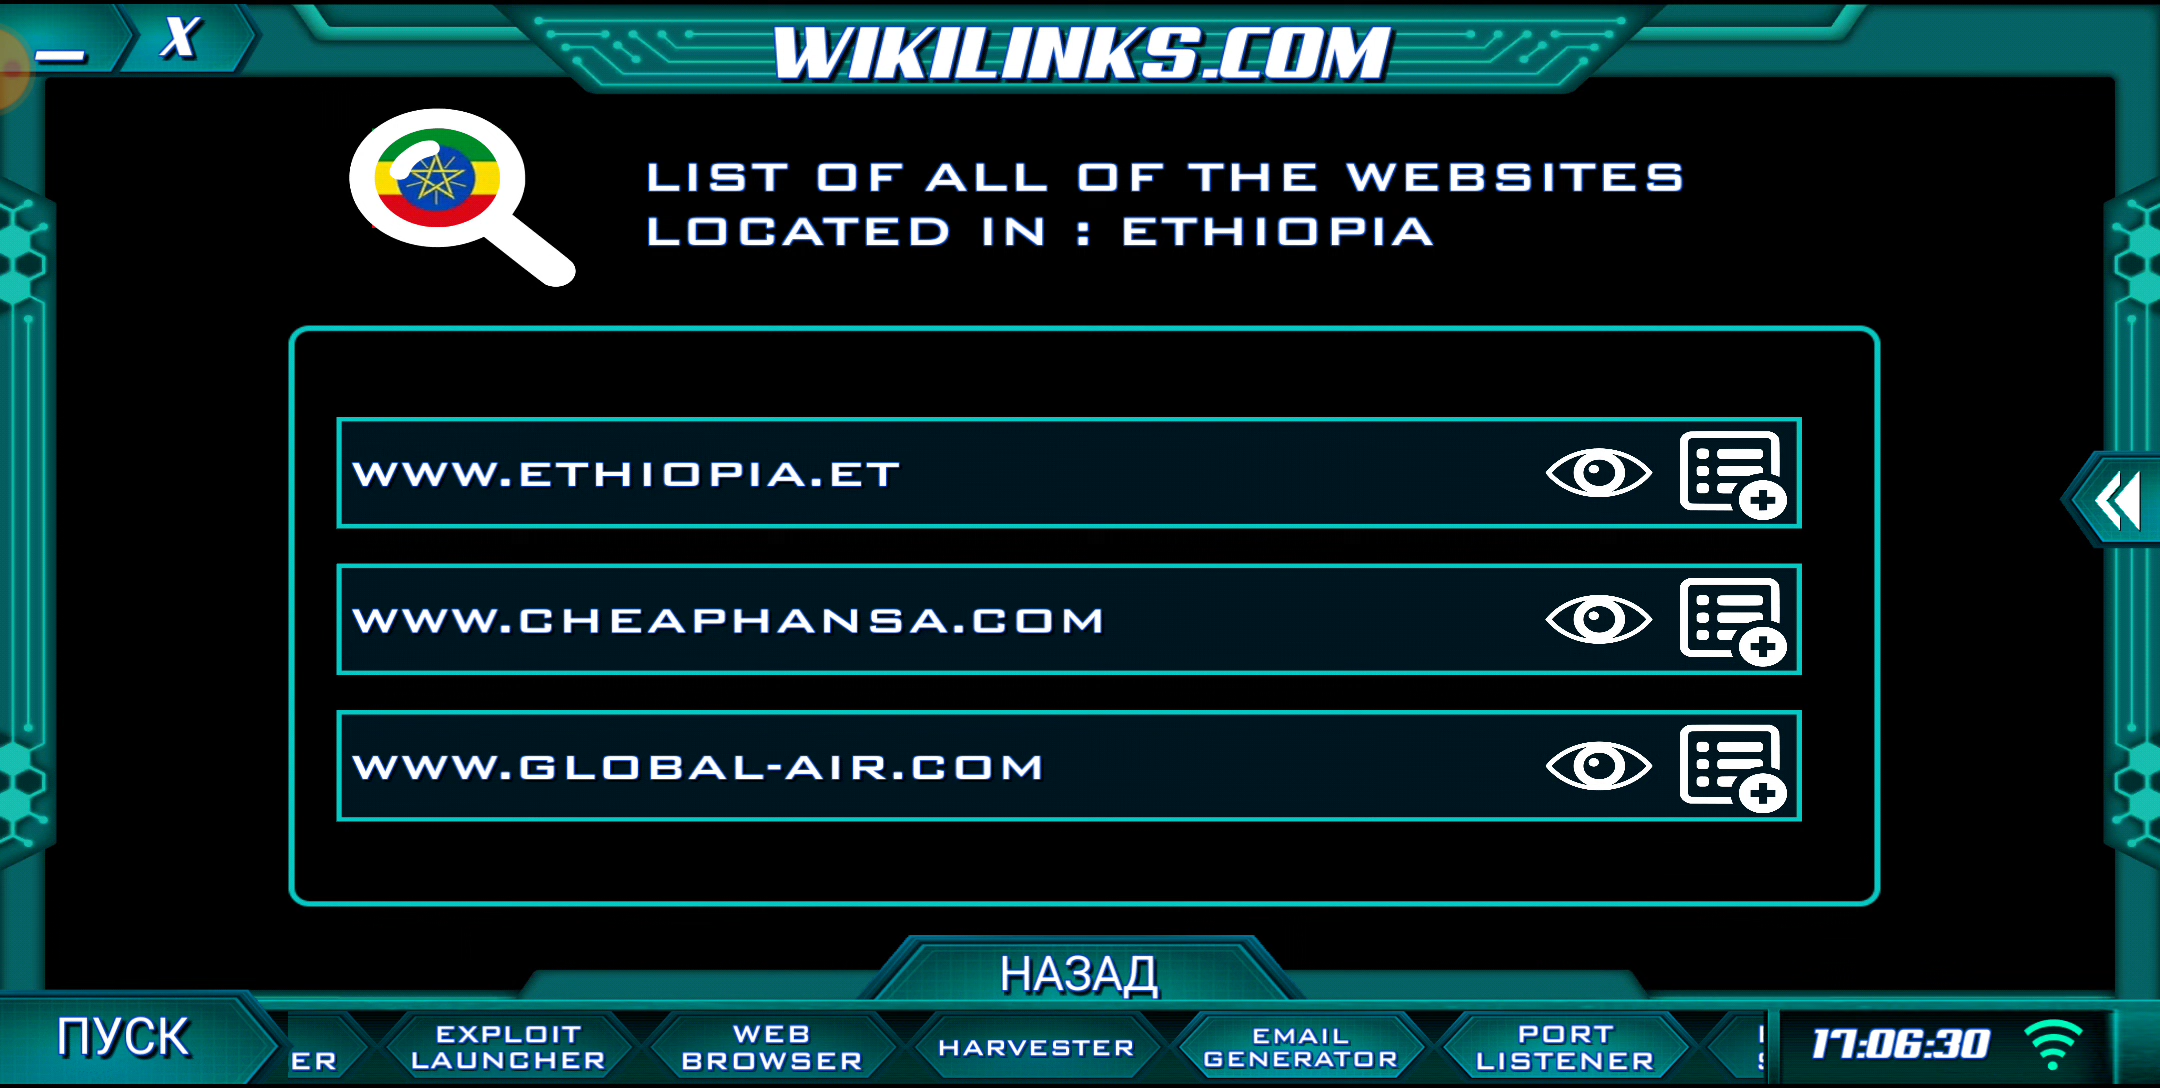 X
WIKILINKS.COM
LIST OF ALL OF THE WEBSITES
LOCATED IN : ETHIOPIA
WWW.ETHIOPIA.ET
WWW.CHEAPHANSA.COM
WWW.GLOBAL-AIR.COM
НАЗАД
ПУСК
ER
EXPLOIT
LAUNCHER
WEB
BROWSER
HARVESTER
EMAIL
GENERATOR
PORT
LISTENER
17:06:30